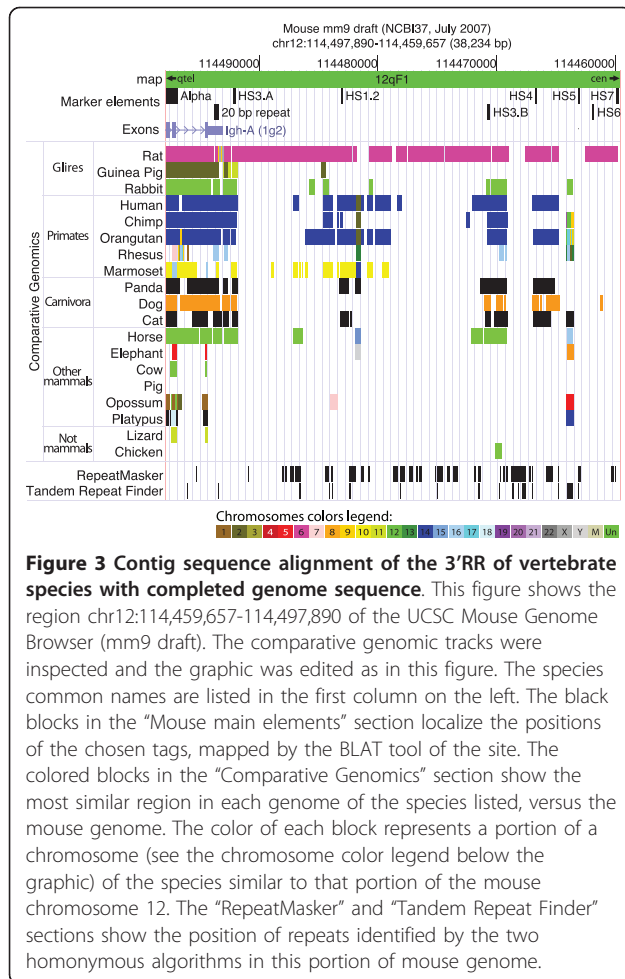 Mouse mm9 draft (NCBI37, July 2007)
chr12:114,497,890-114,459,657 (38,234 bp)
114490000 114480000 114470000 114460000
map qtel 12qF1 cen
Marker elements Alpha HS3.A HS1.2 HS4 HS5 HS7
20 bp repeat HS3.B HS6
Exons Igh-A (1g2)
Comparative Genomics
Glires
Rat
Guinea Pig
Rabbit
Primates
Human
Chimp
Orangutan
Rhesus
Marmoset
Carnivora
Panda
Dog
Cat
Other mammals
Horse
Elephant
Cow
Pig
Opossum
Platypus
Not mammals
Lizard
Chicken
RepeatMasker
Tandem Repeat Finder
Chromosomes colors legend:
1 2 3 4 5 6 7 8 9 10 11 12 13 14 15 16 17 18 19 20 21 22 X Y M Un
Figure 3 Contig sequence alignment of the 3'RR of vertebrate
species with completed genome sequence. This figure shows the
region chr12:114,459,657-114,497,890 of the UCSC Mouse Genome
Browser (mm9 draft). The comparative genomic tracks were
inspected and the graphic was edited as in this figure. The species
common names are listed in the first column on the left. The black
blocks in the "Mouse main elements" section localize the positions
of the chosen tags, mapped by the BLAT tool of the site. The
colored blocks in the "Comparative Genomics" section show the
most similar region in each genome of the species listed, versus the
mouse genome. The color of each block represents a portion of a
chromosome (see the chromosome color legend below the
graphic) of the species similar to that portion of the mouse
chromosome 12. The "RepeatMasker" and "Tandem Repeat Finder"
sections show the position of repeats identified by the two
homonymous algorithms in this portion of mouse genome.